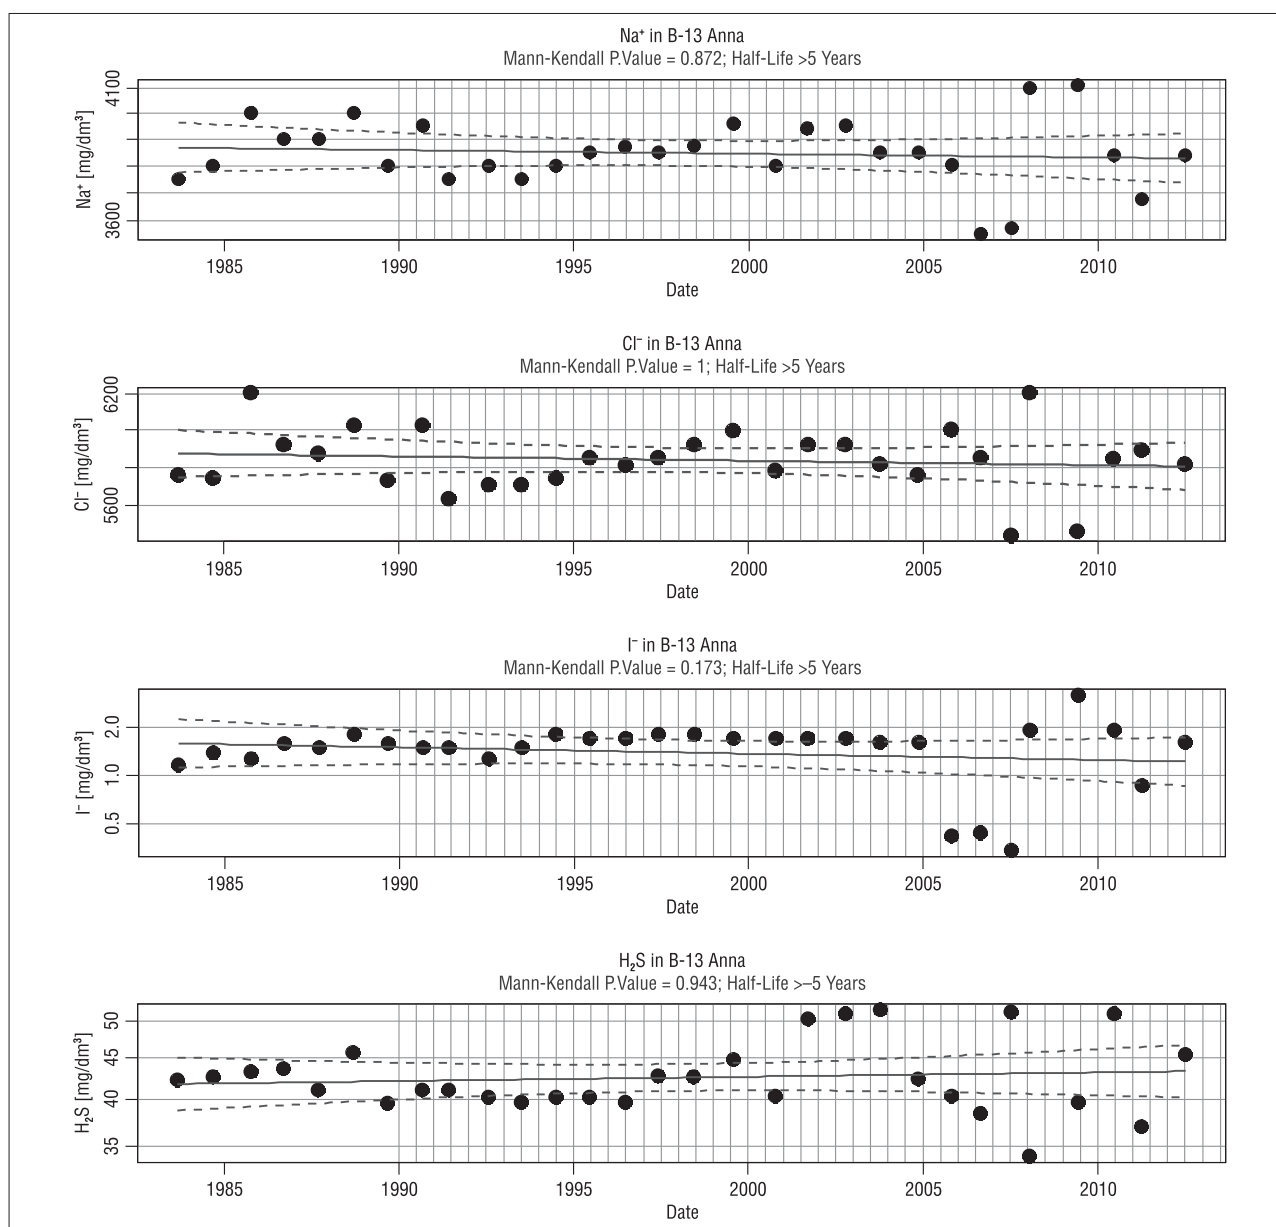 Na⁺ in B-13 Anna
Mann-Kendall P.Value = 0.872; Half-Life >5 Years
4100
3600
Na⁺ [mg/dm³]
1985 1990 1995 2000 2005 2010
Date
Cl⁻ in B-13 Anna
Mann-Kendall P.Value = 1; Half-Life >5 Years
6200
5600
Cl⁻ [mg/dm³]
1985 1990 1995 2000 2005 2010
Date
I⁻ in B-13 Anna
Mann-Kendall P.Value = 0.173; Half-Life >5 Years
2.0
1.0
0.5
I⁻ [mg/dm³]
1985 1990 1995 2000 2005 2010
Date
H₂S in B-13 Anna
Mann-Kendall P.Value = 0.943; Half-Life >–5 Years
50
45
40
35
H₂S [mg/dm³]
1985 1990 1995 2000 2005 2010
Date